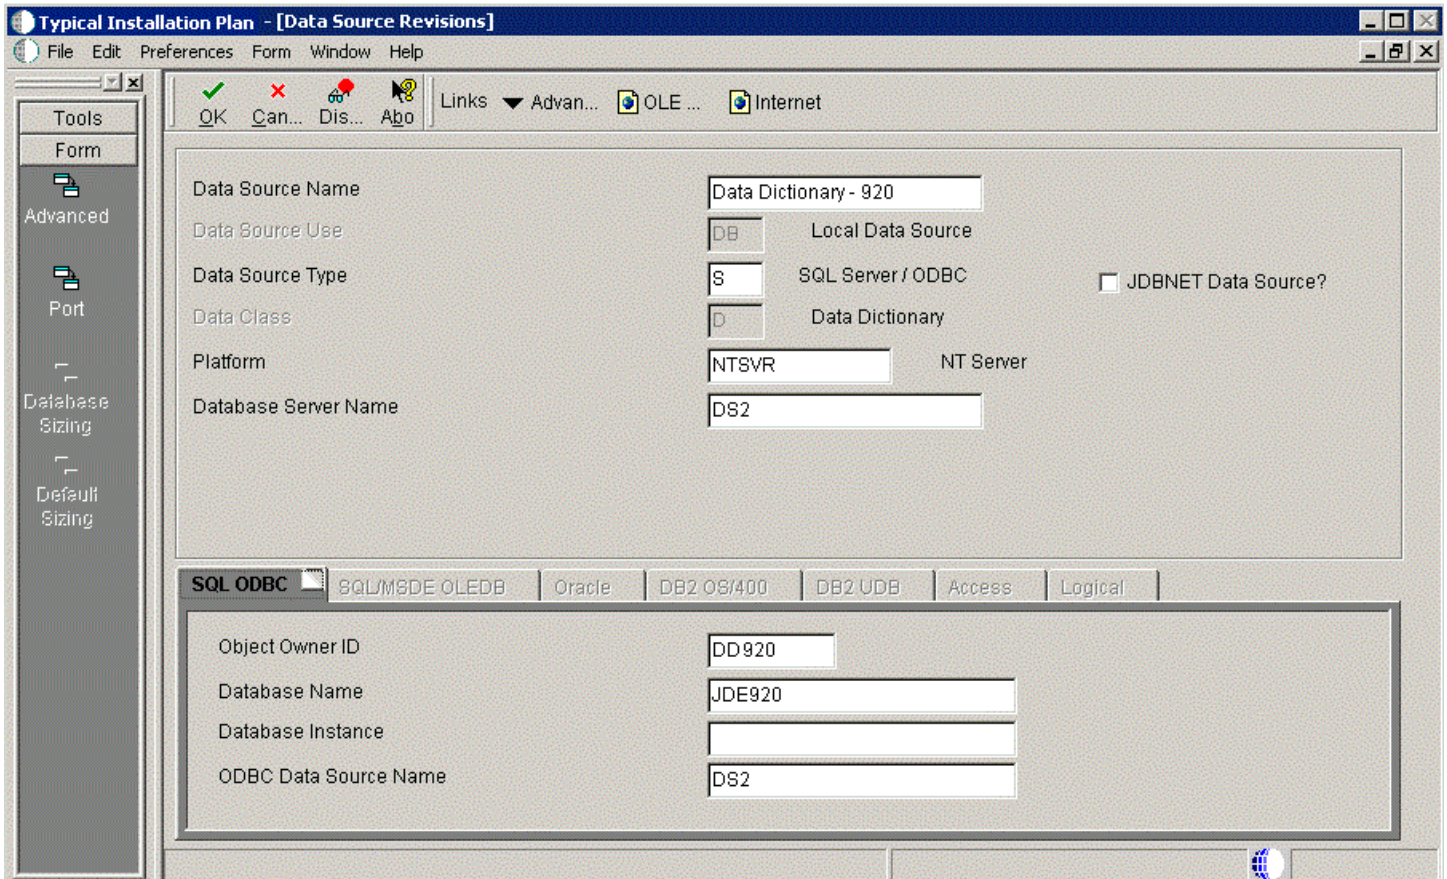 Typical Installation Plan - [Data Source Revisions]
File Edit Preferences Form Window Help
OK Can... Dis... Abo Links Advan... OLE ... Internet
Tools
Form
Advanced
Port
Database
Sizing
Default
Sizing
Data Source Name Data Dictionary - 920
Data Source Use DB Local Data Source
Data Source Type S SQL Server / ODBC JDBNET Data Source?
Data Class D Data Dictionary
Platform NTSVR NT Server
Database Server Name DS2
SQL ODBC SQL/MSDE OLEDB Oracle DB2 OS/400 DB2 UDB Access Logical
Object Owner ID DD920
Database Name JDE920
Database Instance
ODBC Data Source Name DS2